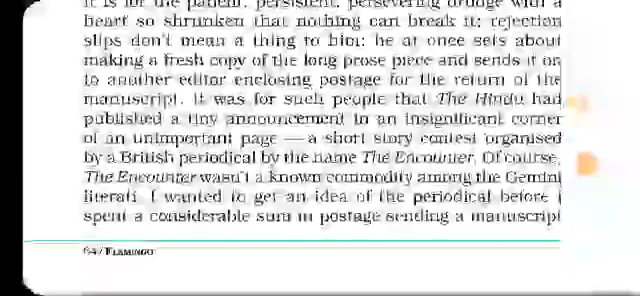 It is for the patient, persistent, persevering drudge with a
heart so shrunken that nothing can break it; rejection
slips don't mean a thing to him; he at once sets about
making a fresh copy of the long prose piece and sends it on
to another editor enclosing postage for the return of the
manuscript. It was for such people that The Hindu had
published a tiny announcement in an insignificant corner
of an unimportant page — a short story contest organised
by a British periodical by the name The Encounter. Of course,
The Encounter wasn't a known commodity among the Gemini
literati. I wanted to get an idea of the periodical before I
spent a considerable sum in postage sending a manuscript
64/FLAMINGO